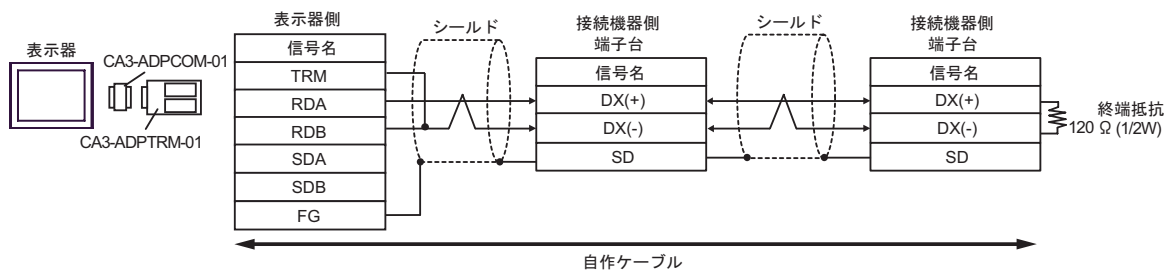 表示器
CA3-ADPCOM-01
CA3-ADPTRM-01
表示器側
信号名
TRM
RDA
RDB
SDA
SDB
FG
シールド
接続機器側
端子台
信号名
DX(+)
DX(-)
SD
シールド
接続機器側
端子台
信号名
DX(+)
DX(-)
SD
終端抵抗
120 Ω (1/2W)
自作ケーブル